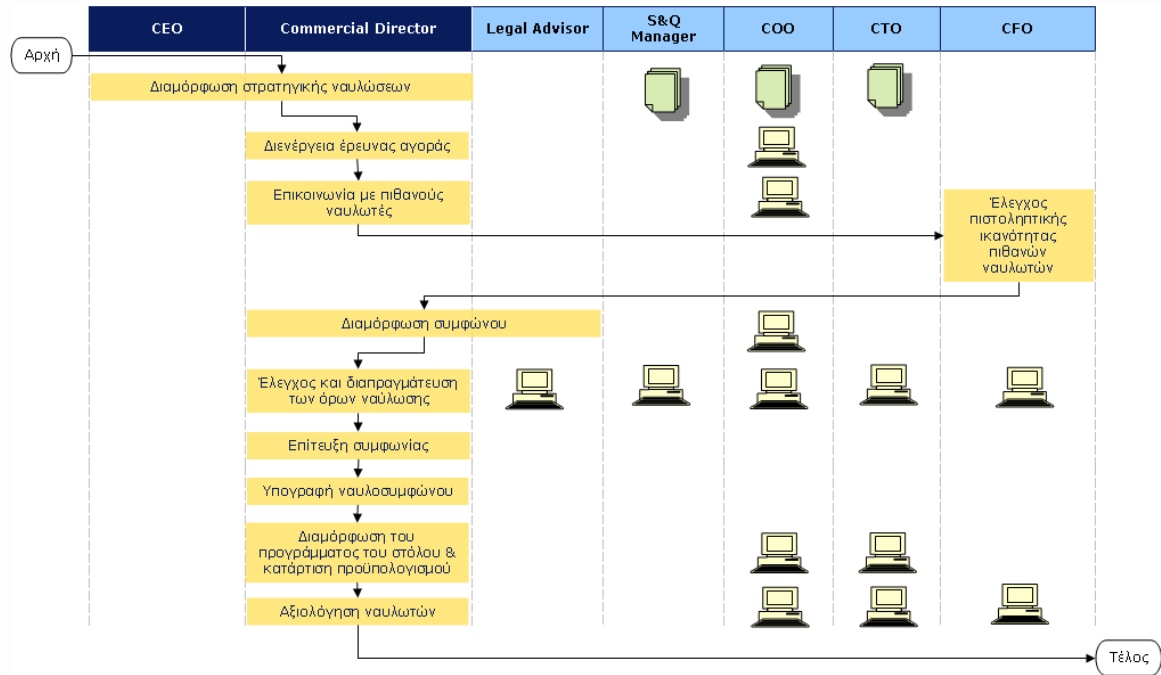 CEO
Commercial Director
Legal Advisor
S&Q
Manager
COO
CTO
CFO
Αρχή
Διαμόρφωση στρατηγικής ναυλώσεων
Διενέργεια έρευνας αγοράς
Επικοινωνία με πιθανούς
ναυλωτές
Έλεγχος
πιστοληπτικής
ικανότητας
πιθανών
ναυλωτών
Διαμόρφωση συμφώνου
Έλεγχος και διαπραγμάτευση
των όρων ναύλωσης
Επίτευξη συμφωνίας
Υπογραφή ναυλοσυμφώνου
Διαμόρφωση του
προγράμματος του στόλου &
κατάρτιση προϋπολογισμού
Αξιολόγηση ναυλωτών
Τέλος